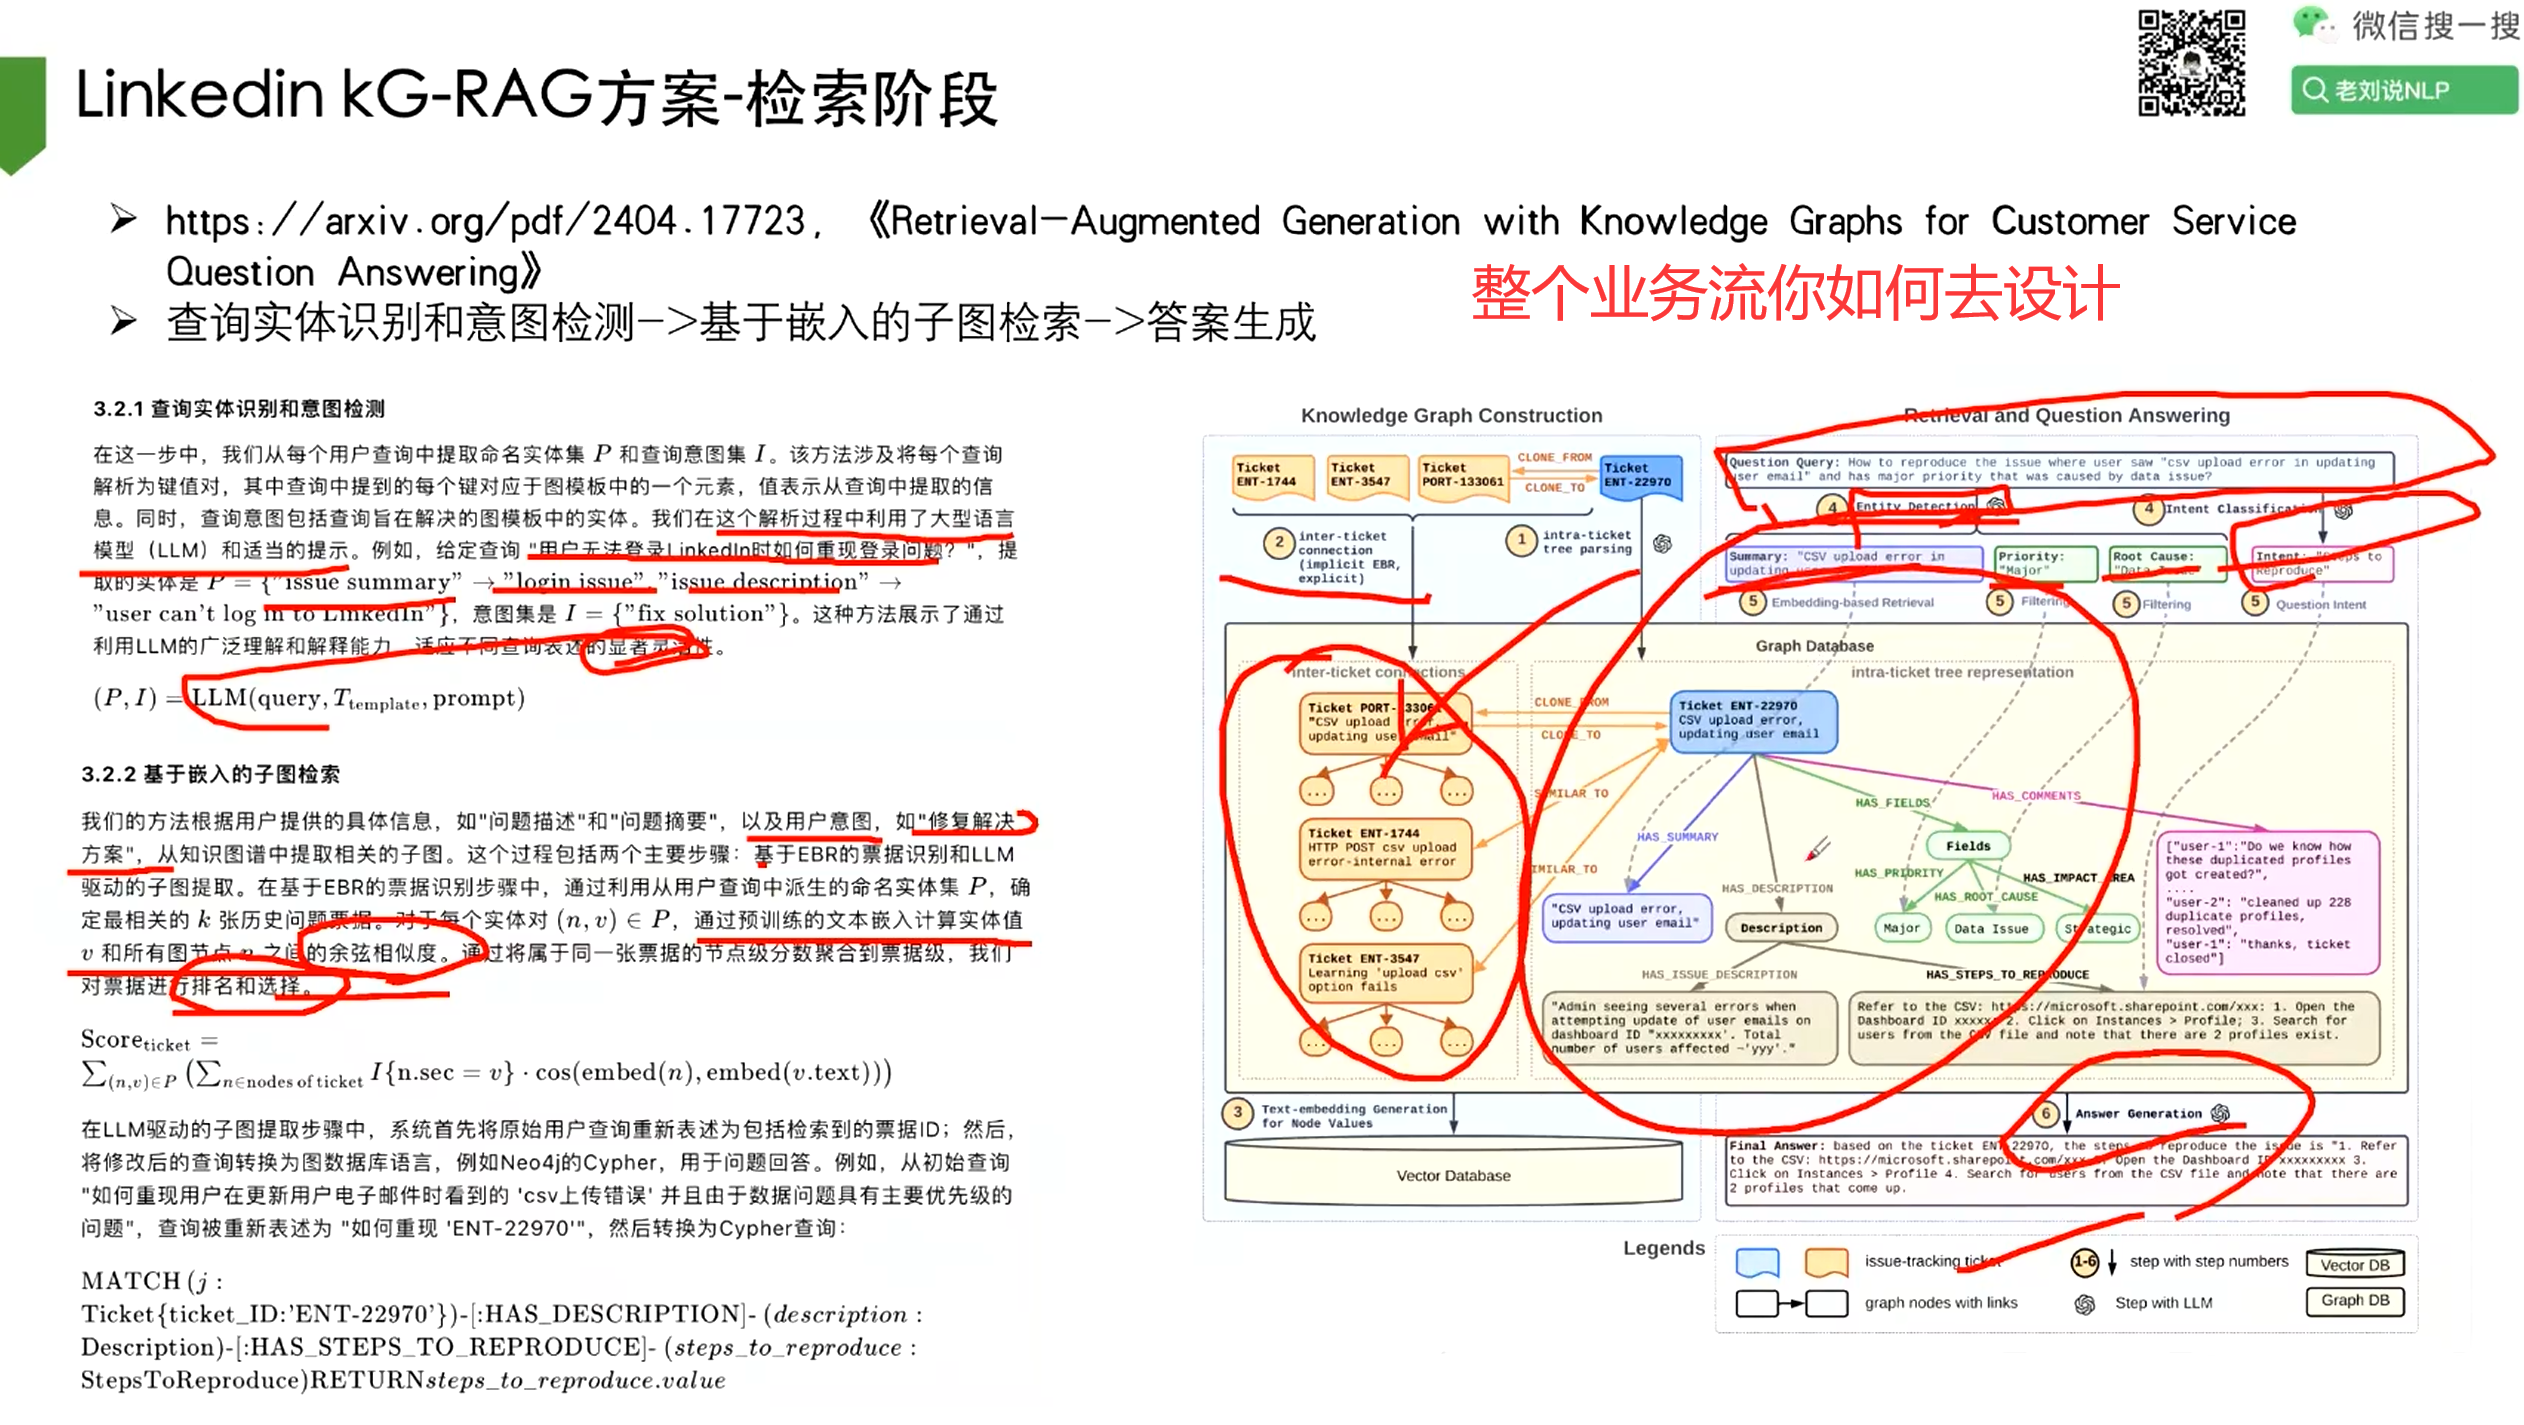 微信搜一搜
老刘说NLP
Linkedin kG-RAG方案-检索阶段
https://arxiv.org/pdf/2404.17723, 《Retrieval-Augmented Generation with Knowledge Graphs for Customer Service
Question Answering》
整个业务流你如何去设计
查询实体识别和意图检测->基于嵌入的子图检索->答案生成
3.2.1 查询实体识别和意图检测
在这一步中，我们从每个用户查询中提取命名实体集 P 和查询意图集 I。该方法涉及将每个查询
解析为键值对，其中查询中提到的每个键对应于图模板中的一个元素，值表示从查询中提取的信
息。同时，查询意图包括查询旨在解决的图模板中的实体。我们在这个解析过程中利用了大型语言
模型（LLM）和适当的提示。例如，给定查询 "用户无法登录LinkedIn时如何重现登录问题？"，提
取的实体是 P = {"issue summary" → "login issue", "issue description" →
"user can't log in to LinkedIn"}，意图集是 I = {"fix solution"}。这种方法展示了通过
利用LLM的广泛理解和解释能力，适应不同查询表述的显著灵活性。
(P, I) = LLM(query, T_template, prompt)
3.2.2 基于嵌入的子图检索
我们的方法根据用户提供的具体信息，如"问题描述"和"问题摘要"，以及用户意图，如"修复解决
方案"，从知识图谱中提取相关的子图。这个过程包括两个主要步骤：基于EBR的票据识别和LLM
驱动的子图提取。在基于EBR的票据识别步骤中，通过利用从用户查询中派生的命名实体集 P，确
定最相关的 k 张历史问题票据。对于每个实体对 (n, v) ∈ P，通过预训练的文本嵌入计算实体值
v 和所有图节点 n 之间的余弦相似度。通过将属于同一张票据的节点级分数聚合到票据级，我们
对票据进行排名和选择。
Score_ticket =
∑_(n,v)∈P (∑_n∈nodes of ticket I{n.sec = v} · cos(embed(n), embed(v.text)))
在LLM驱动的子图提取步骤中，系统首先将原始用户查询重新表述为包括检索到的票据ID；然后，
将修改后的查询转换为图数据库语言，例如Neo4j的Cypher，用于问题回答。例如，从初始查询
"如何重现用户在更新用户电子邮件时看到的 'csv上传错误' 并且由于数据问题具有主要优先级的
问题"，查询被重新表述为 "如何重现 'ENT-22970'"，然后转换为Cypher查询：
MATCH (j :
Ticket{ticket_ID:'ENT-22970'})-[:HAS_DESCRIPTION]- (description :
Description)-[:HAS_STEPS_TO_REPRODUCE]- (steps_to_reproduce :
StepsToReproduce)RETURNsteps_to_reproduce.value
Knowledge Graph Construction
Ticket
ENT-1744
Ticket
ENT-3547
Ticket
PORT-133061
CLONE_FROM
CLONE_TO
Ticket
ENT-22970
2 inter-ticket
connection
(implicit EBR,
explicit)
1 intra-ticket
tree parsing
Retrieval and Question Answering
Question Query: How to reproduce the issue where user saw "csv upload error in updating
user email" and has major priority that was caused by data issue?
4 Entity Detection
4 Intent Classification
Summary: "CSV upload error in
updating user email"
Priority:
"Major"
Root Cause:
"Data Issue"
Intent: "Steps to
Reproduce"
5 Embedding-based Retrieval
5 Filtering
5 Filtering
5 Question Intent
Graph Database
inter-ticket connections
intra-ticket tree representation
Ticket PORT-133061
"CSV upload error,
updating user email"
...
...
...
Ticket ENT-1744
HTTP POST csv upload
error-internal error
...
...
...
Ticket ENT-3547
Learning 'upload csv'
option fails
...
...
...
CLONE_FROM
CLONE_TO
SIMILAR_TO
SIMILAR_TO
Ticket ENT-22970
CSV upload error,
updating user email
HAS_SUMMARY
HAS_DESCRIPTION
HAS_FIELDS
HAS_COMMENTS
"CSV upload error,
updating user email"
Description
Fields
HAS_PRIORITY
HAS_ROOT_CAUSE
HAS_IMPACT_AREA
Major
Data Issue
Strategic
["user-1":"Do we know how
these duplicated profiles
got created?",
....
"user-2": "cleaned up 228
duplicate profiles,
resolved",
"user-1": "thanks, ticket
closed"]
HAS_ISSUE_DESCRIPTION
HAS_STEPS_TO_REPRODUCE
"Admin seeing several errors when
attempting update of user emails on
dashboard ID "xxxxxxxxx'. Total
number of users affected ~'yyy'."
Refer to the CSV: https://microsoft.sharepoint.com/xxx: 1. Open the
Dashboard ID xxxxxx 2. Click on Instances > Profile; 3. Search for
users from the CSV file and note that there are 2 profiles exist.
3 Text-embedding Generation
for Node Values
Vector Database
6 Answer Generation
Final Answer: based on the ticket ENT-22970, the steps to reproduce the issue is "1. Refer
to the CSV: https://microsoft.sharepoint.com/xxx 2. Open the Dashboard ID xxxxxxxxx 3.
Click on Instances > Profile 4. Search for users from the CSV file and note that there are
2 profiles that come up.
Legends
issue-tracking ticket
1-6 step with step numbers
Vector DB
graph nodes with links
Step with LLM
Graph DB